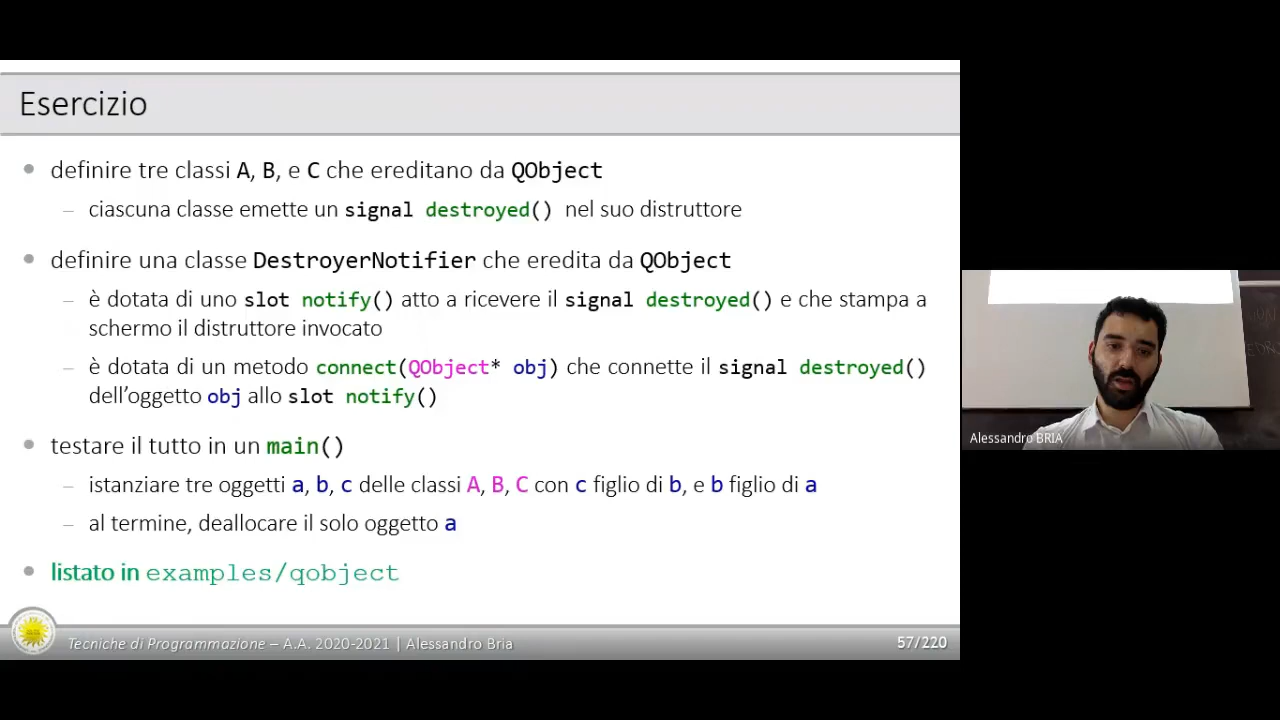 Esercizio
definire tre classi A, B, e C che ereditano da QObject
– ciascuna classe emette un signal destroyed() nel suo distruttore
definire una classe DestroyerNotifier che eredita da QObject
– è dotata di uno slot notify() atto a ricevere il signal destroyed() e che stampa a
schermo il distruttore invocato
– è dotata di un metodo connect(QObject* obj) che connette il signal destroyed()
dell'oggetto obj allo slot notify()
testare il tutto in un main()
– istanziare tre oggetti a, b, c delle classi A, B, C con c figlio di b, e b figlio di a
– al termine, deallocare il solo oggetto a
listato in examples/qobject
Tecniche di Programmazione – A.A. 2020-2021 | Alessandro Bria
57/220
Alessandro BRIA